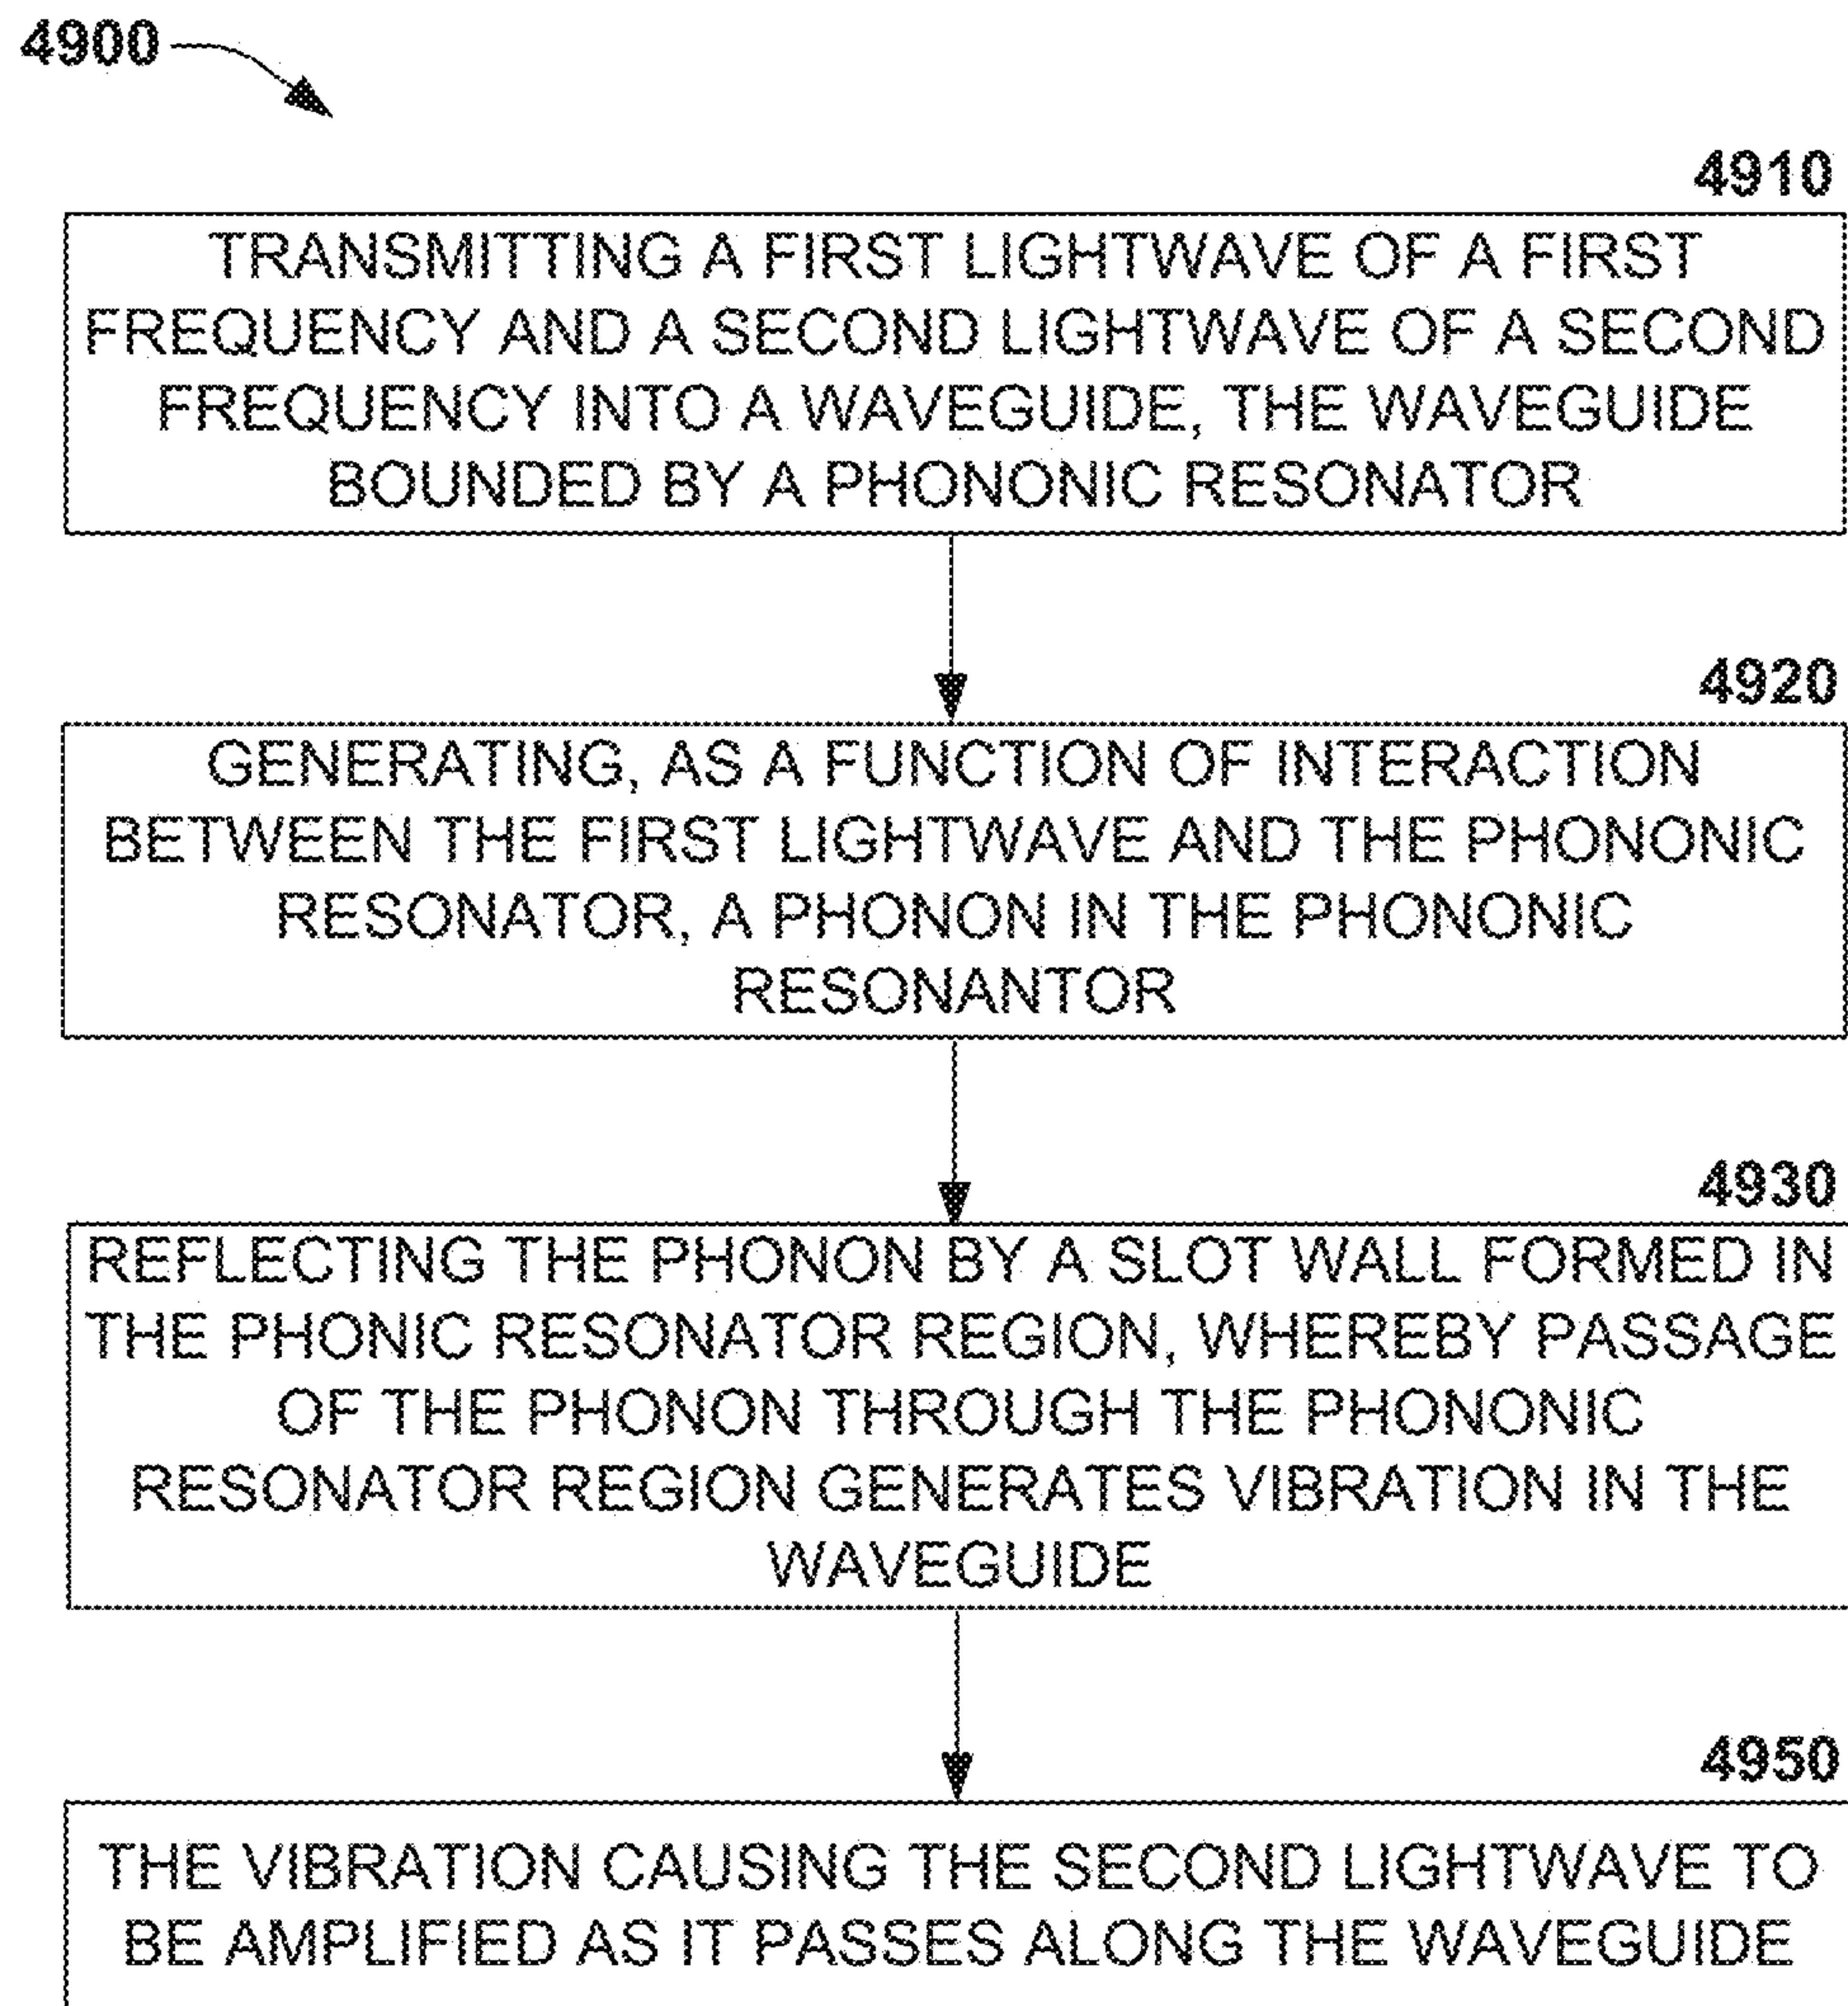 4900
4910
TRANSMITTING A FIRST LIGHTWAVE OF A FIRST
FREQUENCY AND A SECOND LIGHTWAVE OF A SECOND
FREQUENCY INTO A WAVEGUIDE, THE WAVEGUIDE
BOUNDED BY A PHONONIC RESONATOR
4920
GENERATING, AS A FUNCTION OF INTERACTION
BETWEEN THE FIRST LIGHTWAVE AND THE PHONONIC
RESONATOR, A PHONON IN THE PHONONIC
RESONANTOR
4930
REFLECTING THE PHONON BY A SLOT WALL FORMED IN
THE PHONIC RESONATOR REGION, WHEREBY PASSAGE
OF THE PHONON THROUGH THE PHONONIC
RESONATOR REGION GENERATES VIBRATION IN THE
WAVEGUIDE
4950
THE VIBRATION CAUSING THE SECOND LIGHTWAVE TO
BE AMPLIFIED AS IT PASSES ALONG THE WAVEGUIDE